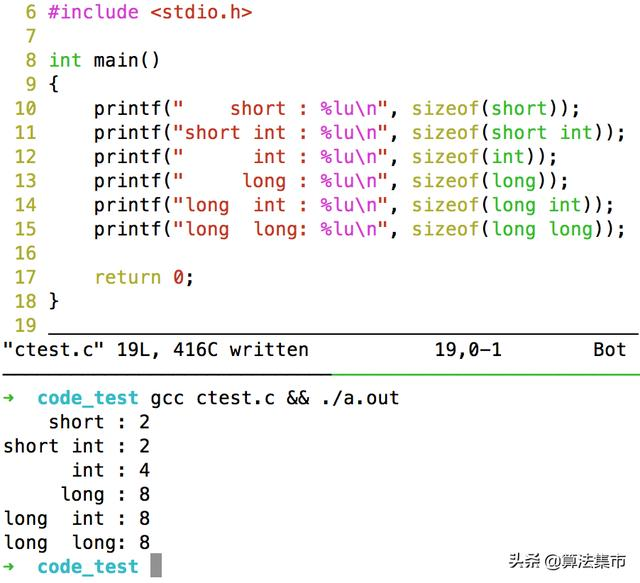 6 #include <stdio.h>
7
8 int main()
9 {
10     printf("    short : %lu\n", sizeof(short));
11     printf("short int : %lu\n", sizeof(short int));
12     printf("      int : %lu\n", sizeof(int));
13     printf("     long : %lu\n", sizeof(long));
14     printf("long  int : %lu\n", sizeof(long int));
15     printf("long  long: %lu\n", sizeof(long long));
16
17     return 0;
18 }
19
"ctest.c" 19L, 416C written 19,0-1 Bot
➜  code_test gcc ctest.c && ./a.out
    short : 2
short int : 2
      int : 4
     long : 8
long  int : 8
long  long: 8
➜  code_test
头条 @算法集市